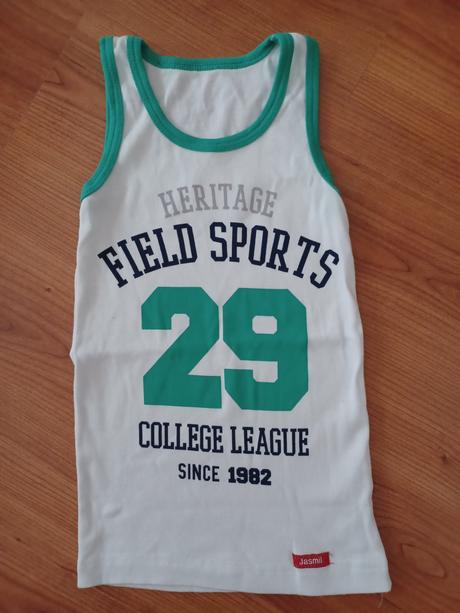 HERITAGE
FIELD SPORTS
29
COLLEGE LEAGUE
SINCE 1982
Jasmil